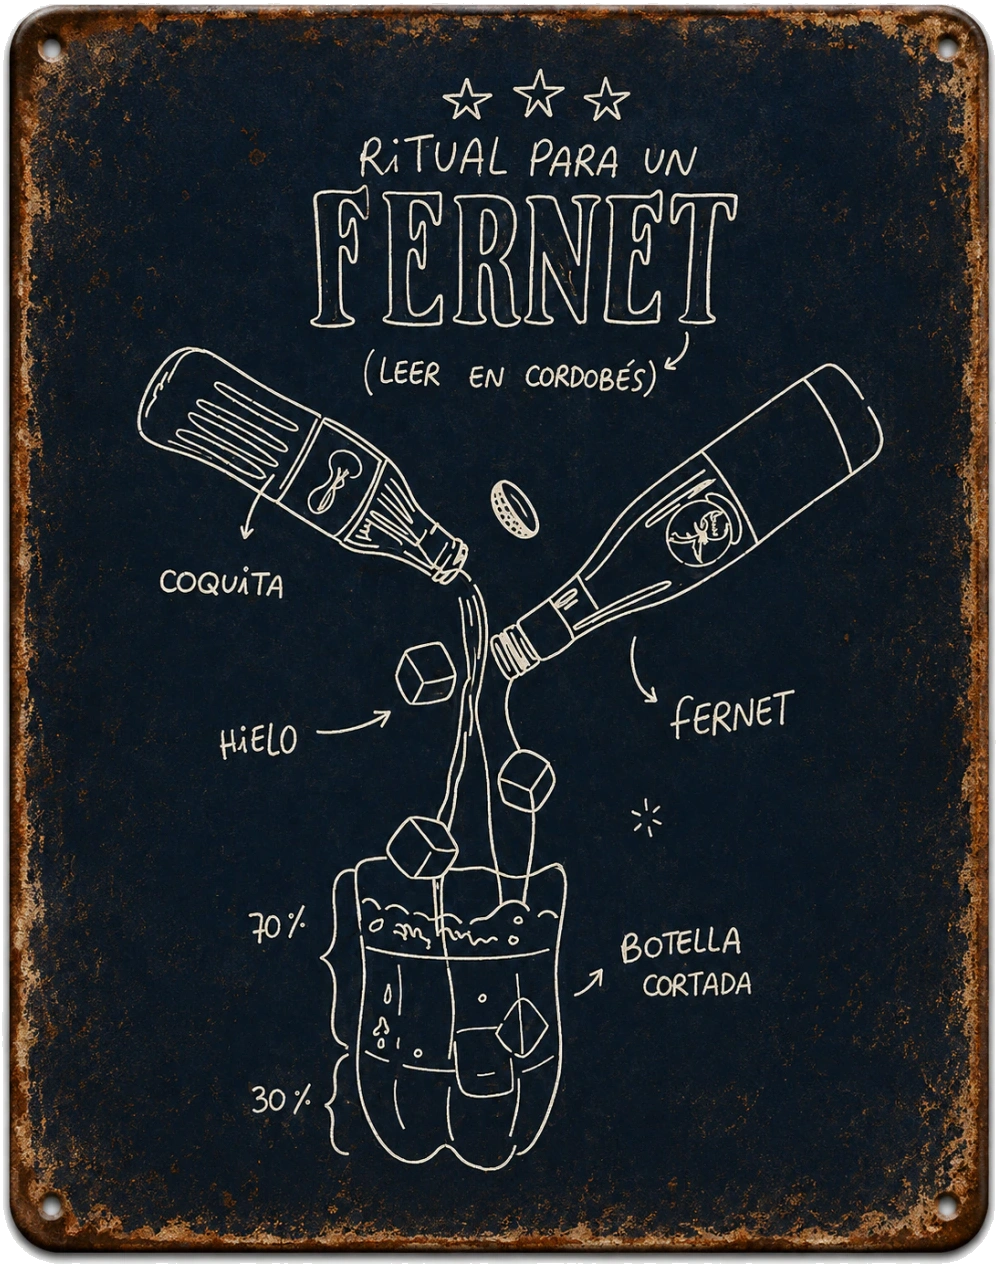 RiTUAL PARA UN
FERNET
(LEER EN CORDOBÉS)
COQUiTA
HiELO
fERNET
70%
BOTELLA
CORTADA
30%